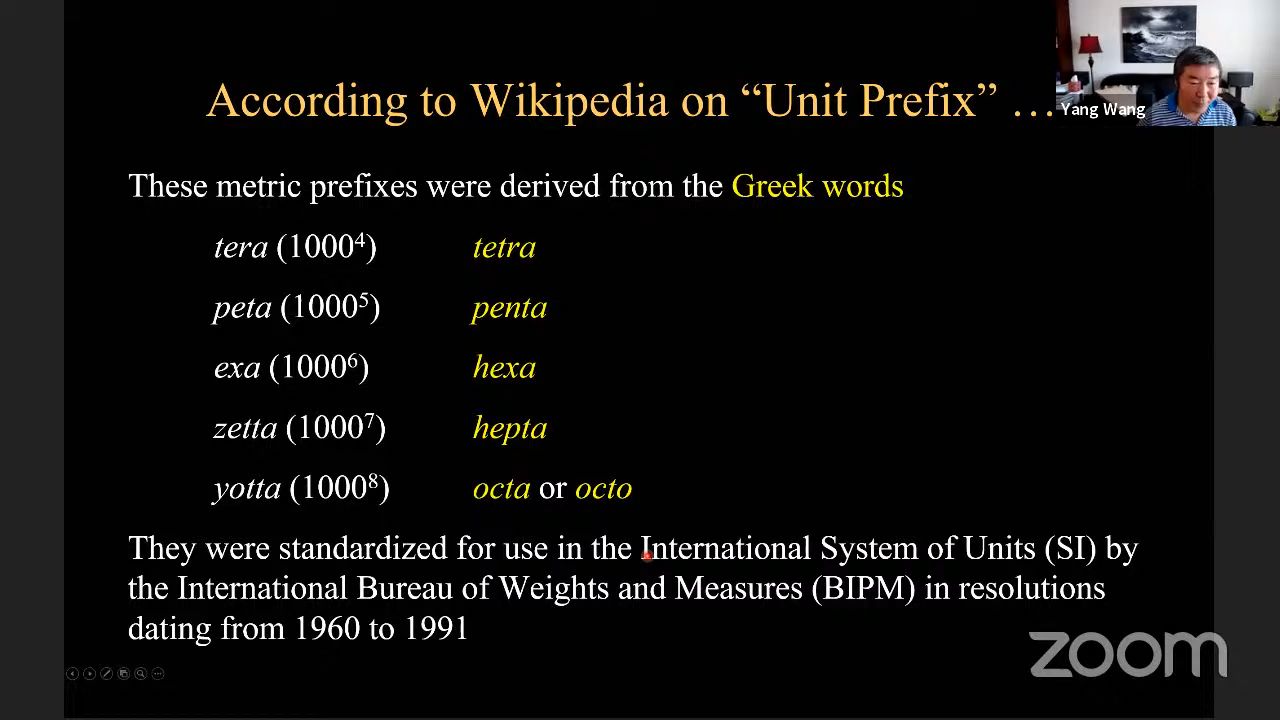 According to Wikipedia on “Unit Prefix” …
Yang Wang
These metric prefixes were derived from the Greek words
tera (1000⁴) tetra
peta (1000⁵) penta
exa (1000⁶) hexa
zetta (1000⁷) hepta
yotta (1000⁸) octa or octo
They were standardized for use in the International System of Units (SI) by
the International Bureau of Weights and Measures (BIPM) in resolutions
dating from 1960 to 1991
zoom